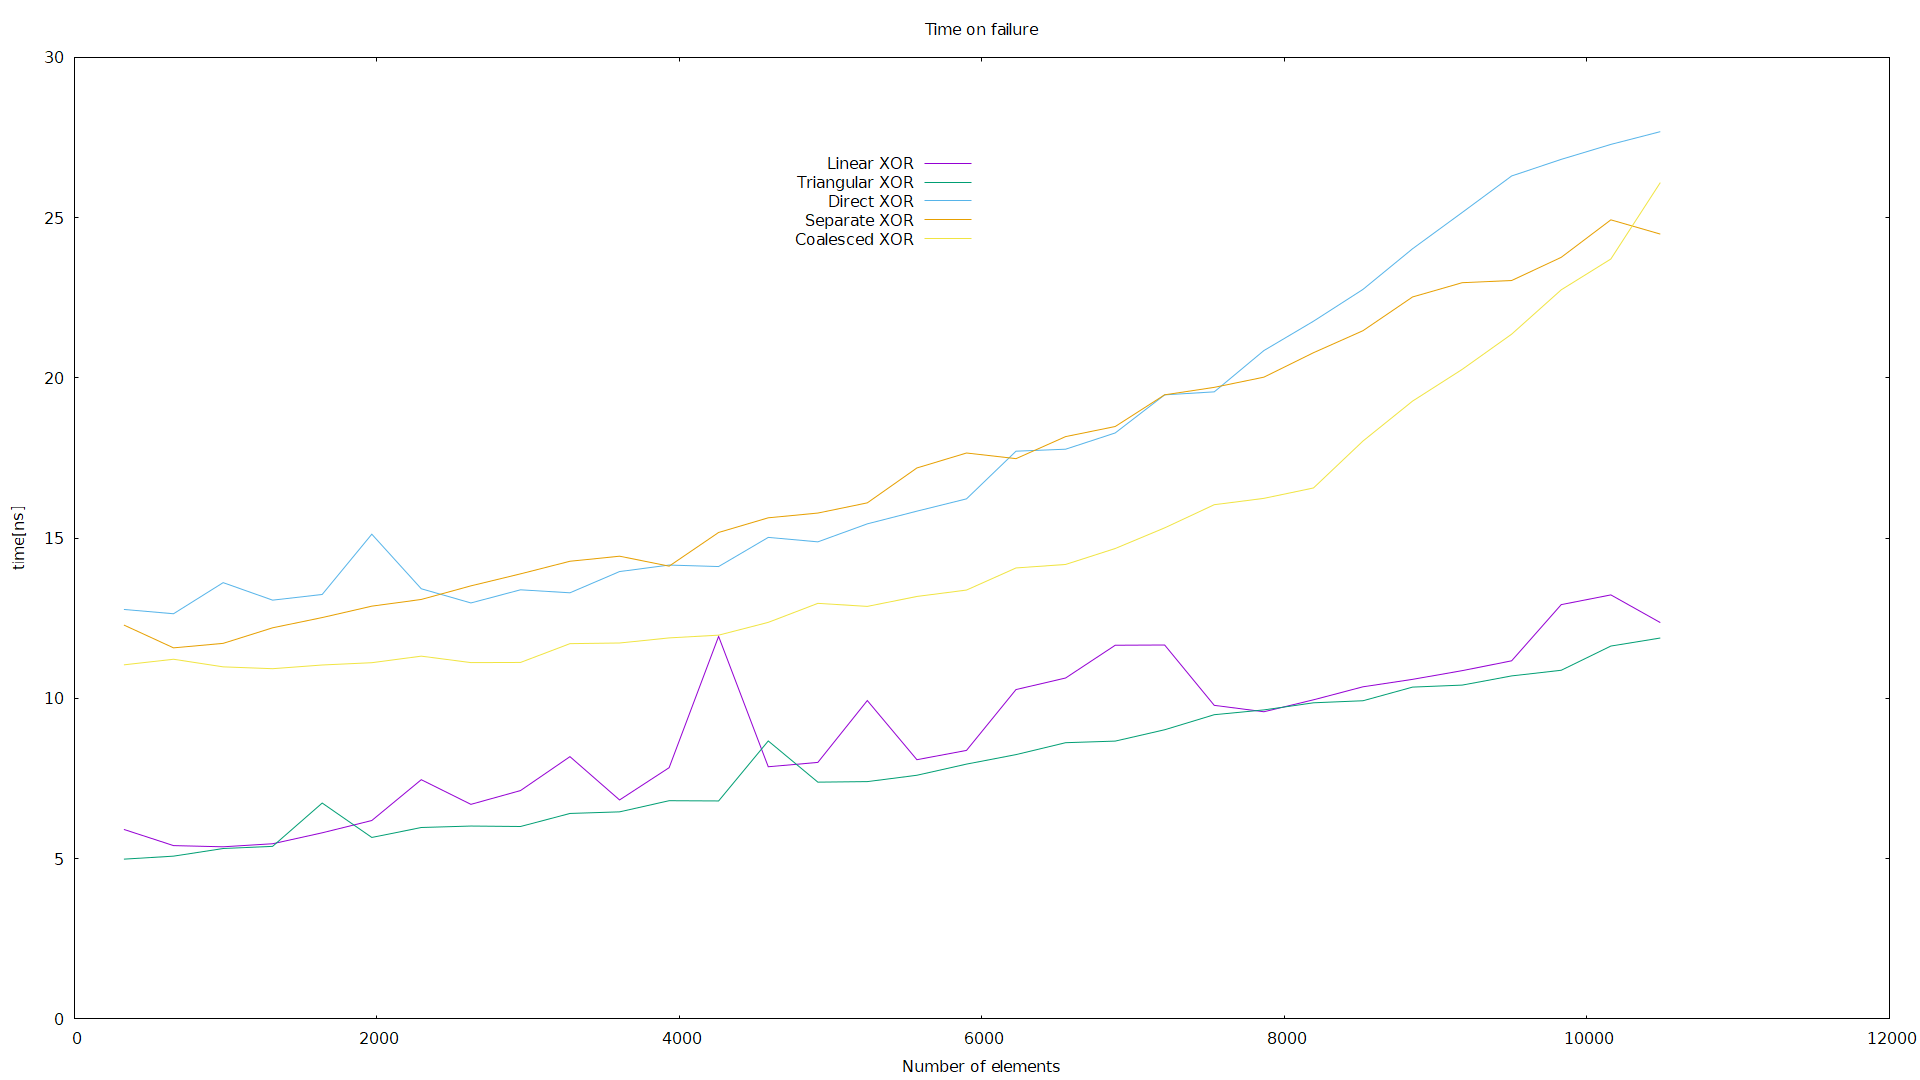 Time on failure
30
25
20
15
10
5
0
time[ns]
Linear XOR
Triangular XOR
Direct XOR
Separate XOR
Coalesced XOR
0 2000 4000 6000 8000 10000 12000
Number of elements